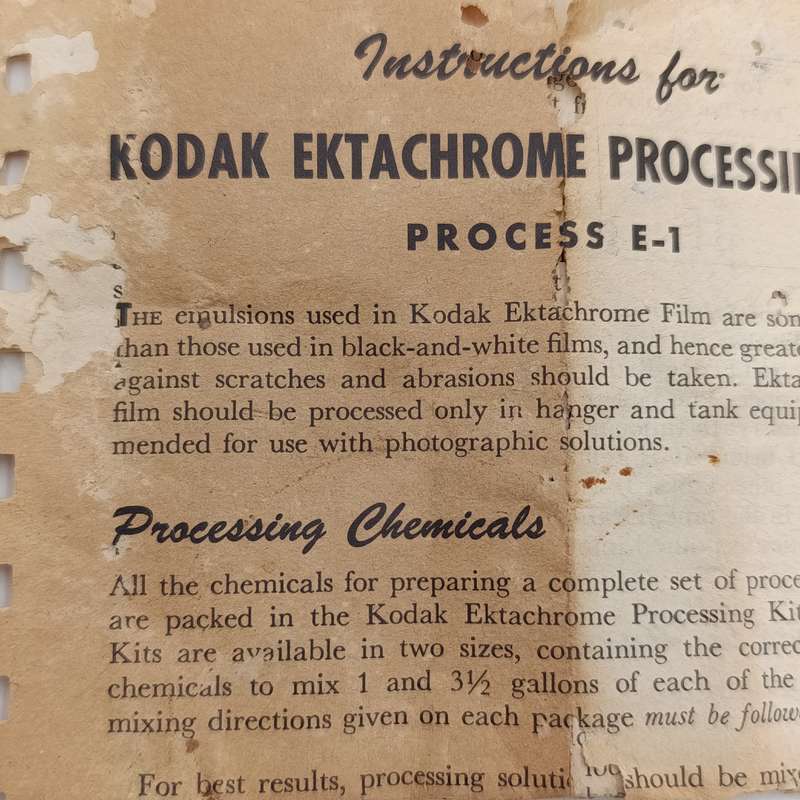 Instructions for
KODAK EKTACHROME PROCESSI
PROCESS E-1
THE emulsions used in Kodak Ektachrome Film are som
than those used in black-and-white films, and hence greate
against scratches and abrasions should be taken. Ekta
film should be processed only in hanger and tank equip
mended for use with photographic solutions.
Processing Chemicals
All the chemicals for preparing a complete set of proce
are packed in the Kodak Ektachrome Processing Kit
Kits are available in two sizes, containing the correc
chemicals to mix 1 and 3½ gallons of each of the
mixing directions given on each package must be follow
For best results, processing soluti should be mix